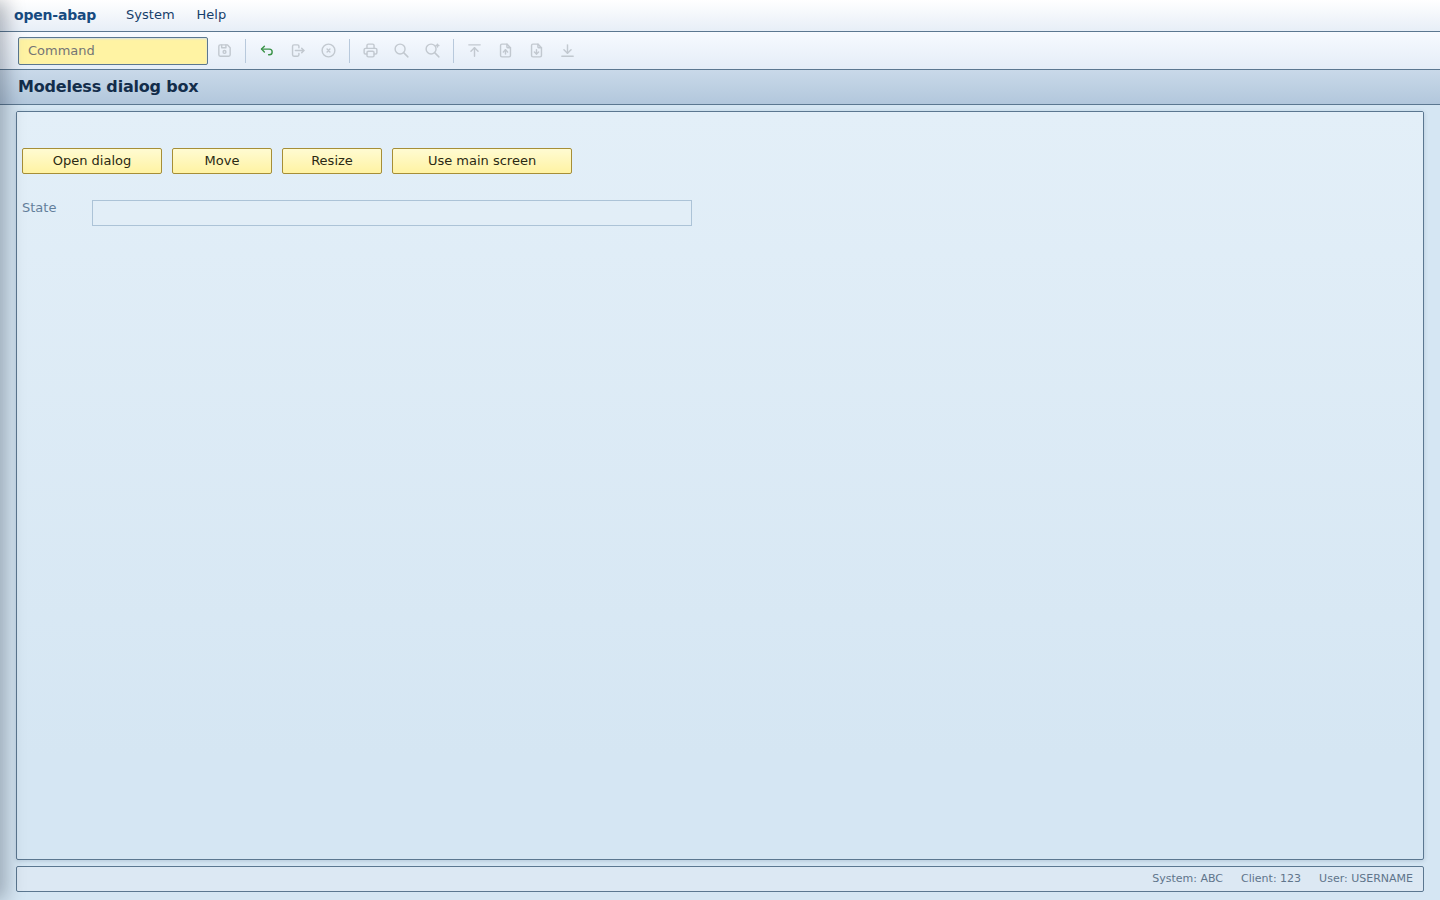 open-abap System Help
Command
Modeless dialog box
Open dialog Move Resize Use main screen
State
System: ABC Client: 123 User: USERNAME